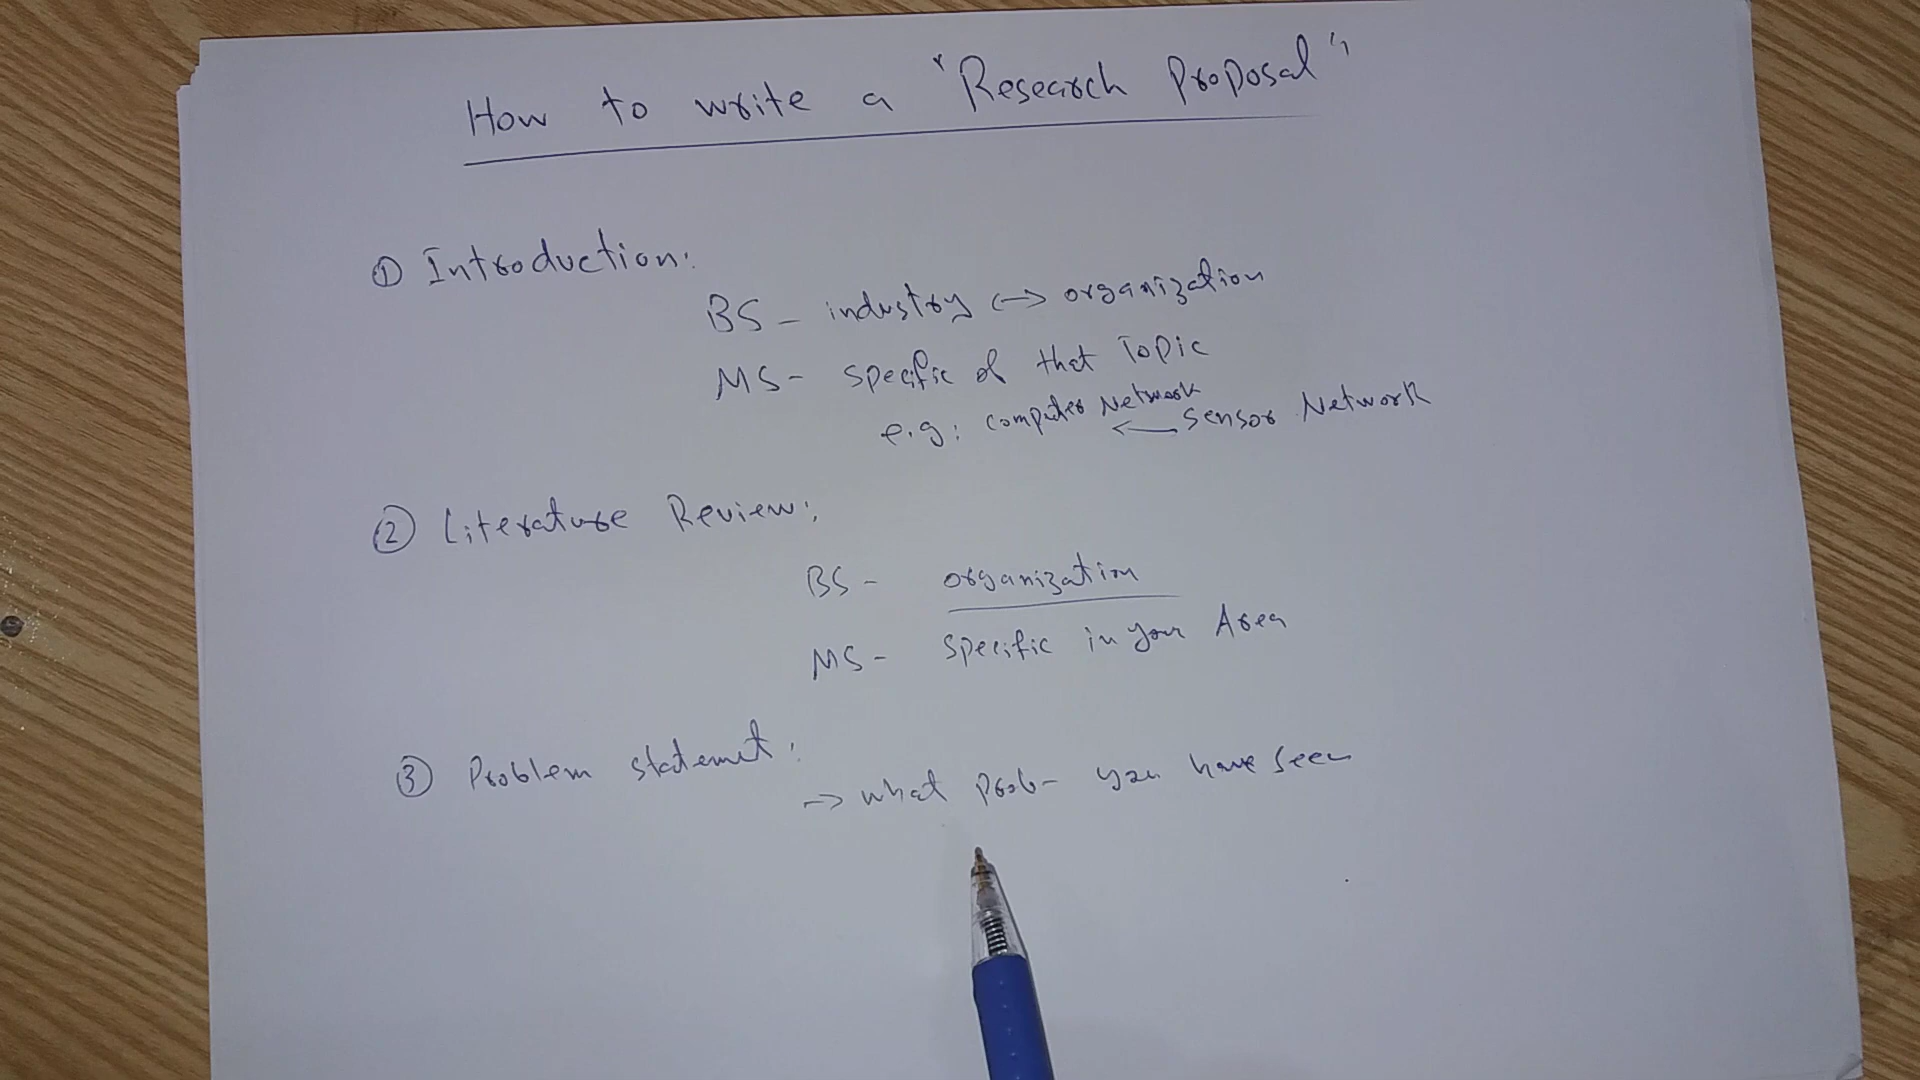 How to write a "Research Proposal"
① Introduction:
BS - industry <-> organization
MS - specific of that Topic
e.g: computer Network <- Sensor Network
② Literature Review:
BS - organization
MS - Specific in your Area
③ Problem statemet:
-> what prob- you have seen